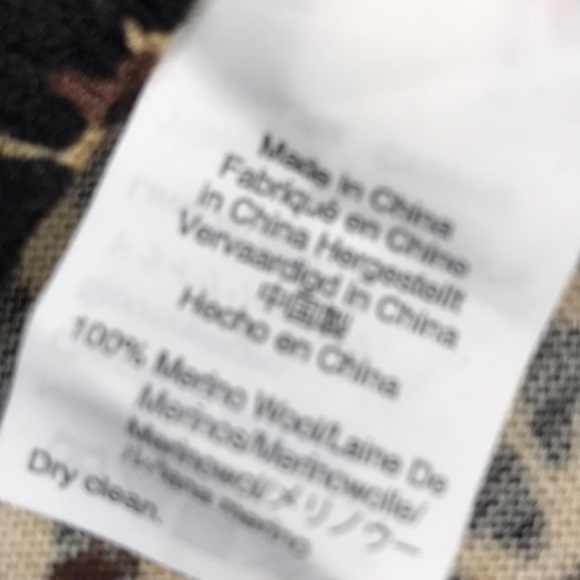 Made in China
Fabriqué en Chine
in China Hergestellt
Vervaardigd in China
中国製
Hecho en China
100% Merino Wool/Laine De
Merinos/Merinowolle/
Merinowol/メリノウー
merino
Dry clean.